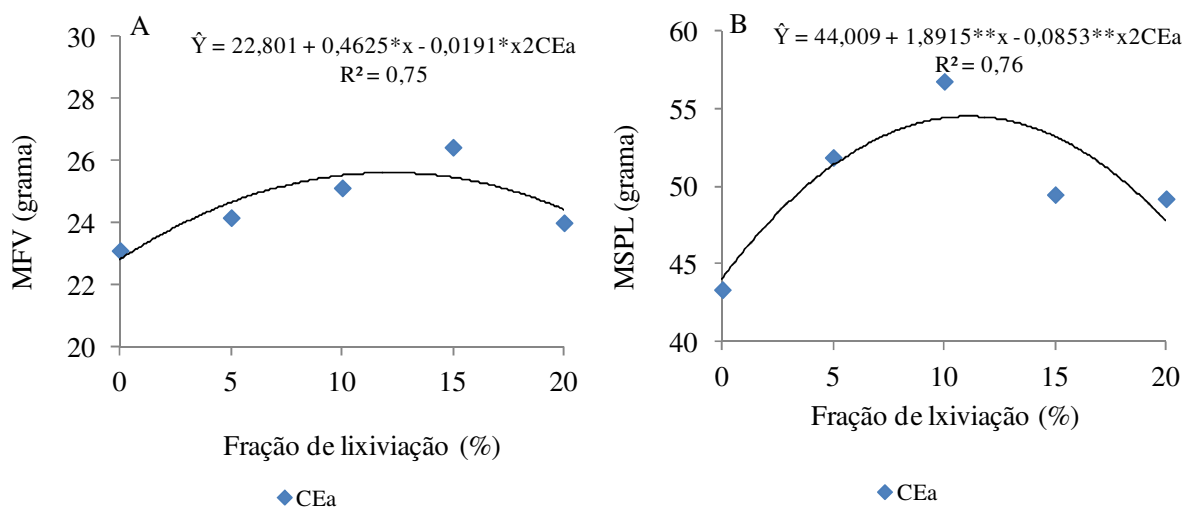 A
Ŷ = 22,801 + 0,4625*x - 0,0191*x2CEa
R² = 0,75
30
28
26
24
22
20
MFV (grama)
0 5 10 15 20
Fração de lixiviação (%)
CEa
B
Ŷ = 44,009 + 1,8915**x - 0,0853**x2CEa
R² = 0,76
60
55
50
45
40
MSPL (grama)
0 5 10 15 20
Fração de lxiviação (%)
CEa